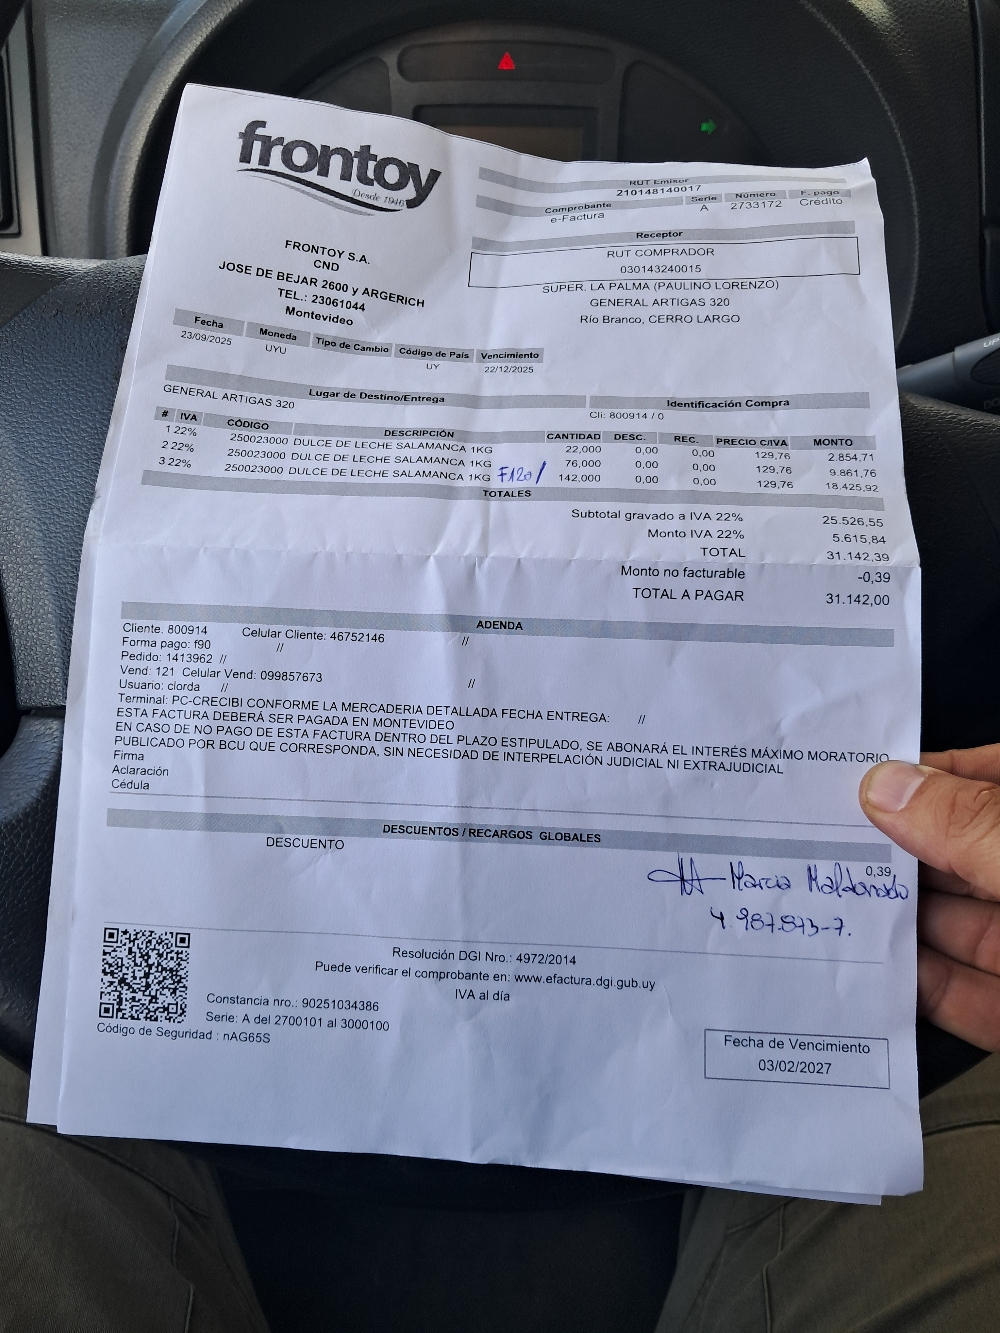 frontoy
Desde 1946
RUT Emisor
210148140017
Comprobante Serie Número F. pago
e-Factura A 2733172 Crédito
Receptor
RUT COMPRADOR
030143240015
SUPER. LA PALMA (PAULINO LORENZO)
GENERAL ARTIGAS 320
Río Branco, CERRO LARGO
FRONTOY S.A.
CND
JOSE DE BEJAR 2600 y ARGERICH
TEL.: 23061044
Montevideo
Fecha Moneda Tipo de Cambio Código de País Vencimiento
23/09/2025 UYU UY 22/12/2025
Lugar de Destino/Entrega Identificación Compra
GENERAL ARTIGAS 320 Cli: 800914 / 0
# IVA CÓDIGO DESCRIPCIÓN CANTIDAD DESC. REC. PRECIO C/IVA MONTO
1 22% 250023000 DULCE DE LECHE SALAMANCA 1KG 22,000 0,00 0,00 129,76 2.854,71
2 22% 250023000 DULCE DE LECHE SALAMANCA 1KG 76,000 0,00 0,00 129,76 9.861,76
3 22% 250023000 DULCE DE LECHE SALAMANCA 1KG F120/ 142,000 0,00 0,00 129,76 18.425,92
TOTALES
Subtotal gravado a IVA 22% 25.526,55
Monto IVA 22% 5.615,84
TOTAL 31.142,39
Monto no facturable -0,39
TOTAL A PAGAR 31.142,00
ADENDA
Cliente. 800914 Celular Cliente: 46752146 //
Forma pago: f90 //
Pedido: 1413962 //
Vend: 121 Celular Vend: 099857673 //
Usuario: clorda //
Terminal: PC-CRECIBI CONFORME LA MERCADERIA DETALLADA FECHA ENTREGA: //
ESTA FACTURA DEBERÁ SER PAGADA EN MONTEVIDEO
EN CASO DE NO PAGO DE ESTA FACTURA DENTRO DEL PLAZO ESTIPULADO, SE ABONARÁ EL INTERÉS MÁXIMO MORATORIO
PUBLICADO POR BCU QUE CORRESPONDA, SIN NECESIDAD DE INTERPELACIÓN JUDICIAL NI EXTRAJUDICIAL
Firma
Aclaración
Cédula
DESCUENTOS / RECARGOS GLOBALES
DESCUENTO 0,39
Marcia Maldonado
4.987.873-7.
Resolución DGI Nro.: 4972/2014
Puede verificar el comprobante en: www.efactura.dgi.gub.uy
IVA al día
Constancia nro.: 90251034386
Serie: A del 2700101 al 3000100
Código de Seguridad : nAG65S
Fecha de Vencimiento
03/02/2027